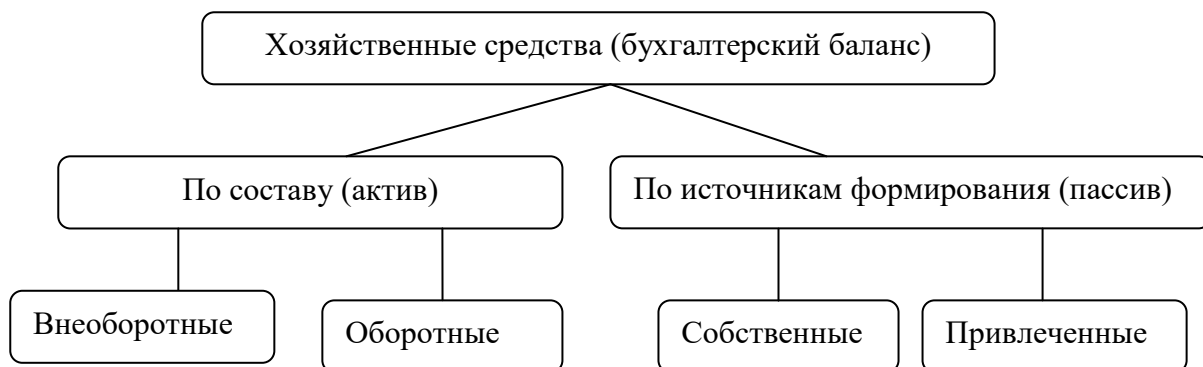 Хозяйственные средства (бухгалтерский баланс)
По составу (актив)
По источникам формирования (пассив)
Внеоборотные
Оборотные
Собственные
Привлеченные